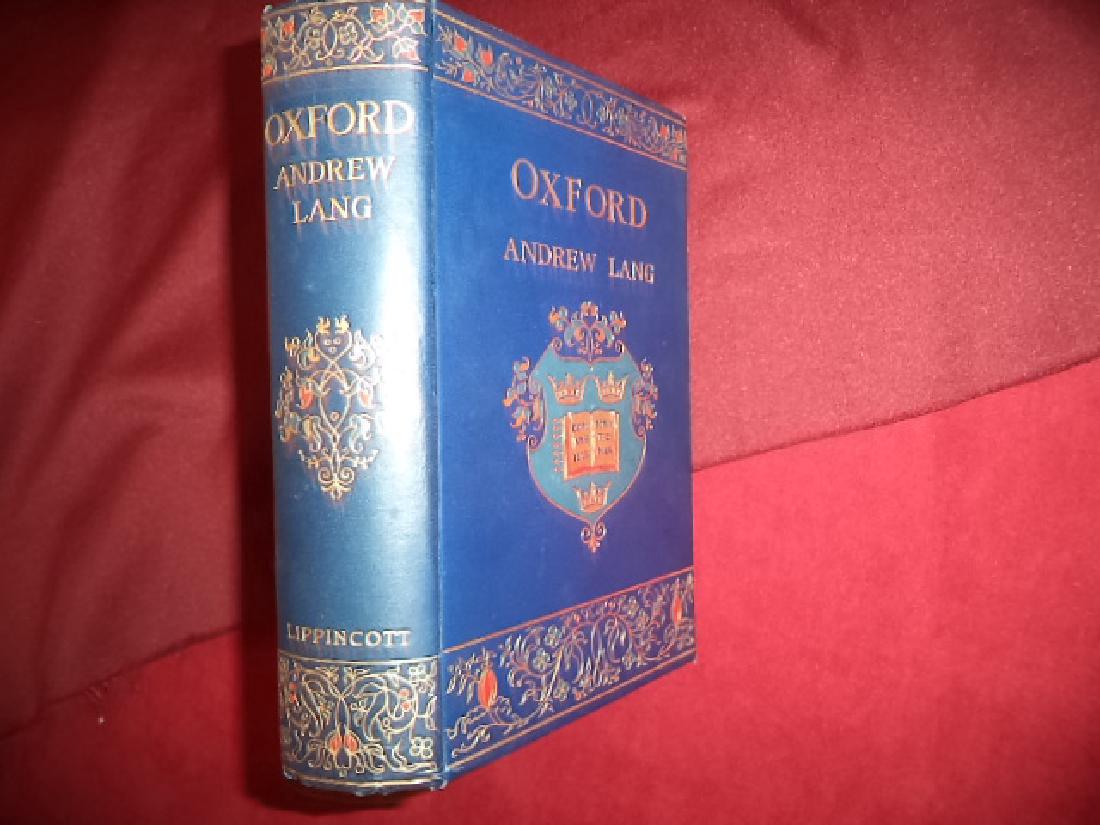 OXFORD
ANDREW
LANG
LIPPINCOTT
OXFORD
ANDREW LANG